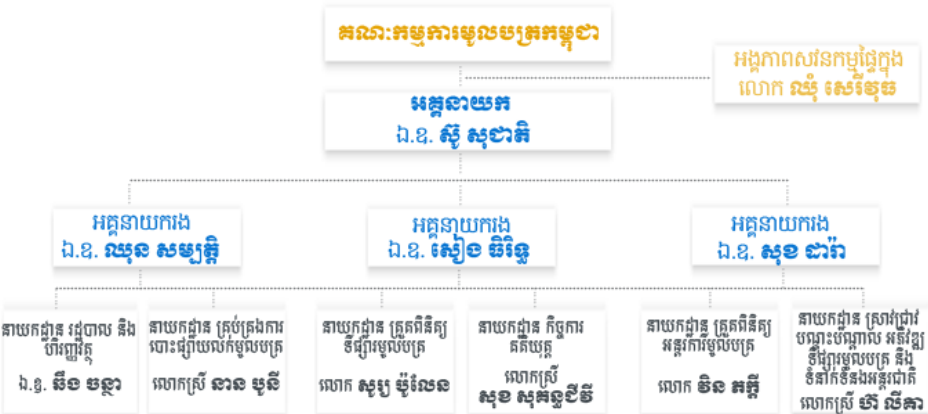 គណៈកម្មការមូលបត្រកម្ពុជា
អង្គភាពសវនកម្មផ្ទៃក្នុង
លោក ឈុំ សេរីវុធ
អគ្គនាយក
ឯ.ឧ. ស៊ូ សុជាតិ
អគ្គនាយករង
ឯ.ឧ. ឈុន សម្បត្តិ
អគ្គនាយករង
ឯ.ឧ. សៀង ធិរិទ្ធ
អគ្គនាយករង
ឯ.ឧ. សុខ ដារ៉ា
នាយកដ្ឋាន រដ្ឋបាល និង
ហិរញ្ញវត្ថុ
ឯ.ឧ. ឆឹង ចន្ថា
នាយកដ្ឋាន គ្រប់គ្រងការ
បោះផ្សាយលក់មូលបត្រ
លោកស្រី នាន បូនី
នាយកដ្ឋាន ត្រួតពិនិត្យ
ទីផ្សារមូលបត្រ
លោក សូរ្យ ប៉ូលែន
នាយកដ្ឋាន កិច្ចការ
គតិយុត្ត
លោកស្រី
សុខ សុគន្ធជីវី
នាយកដ្ឋាន ត្រួតពិនិត្យ
អន្តរការីមូលបត្រ
លោក វិន ភក្តី
នាយកដ្ឋាន ស្រាវជ្រាវ
បណ្តុះបណ្តាល អភិវឌ្ឍ
ទីផ្សារមូលបត្រ និង
ទំនាក់ទំនងអន្តរជាតិ
លោកស្រី ហ៊ លីគា